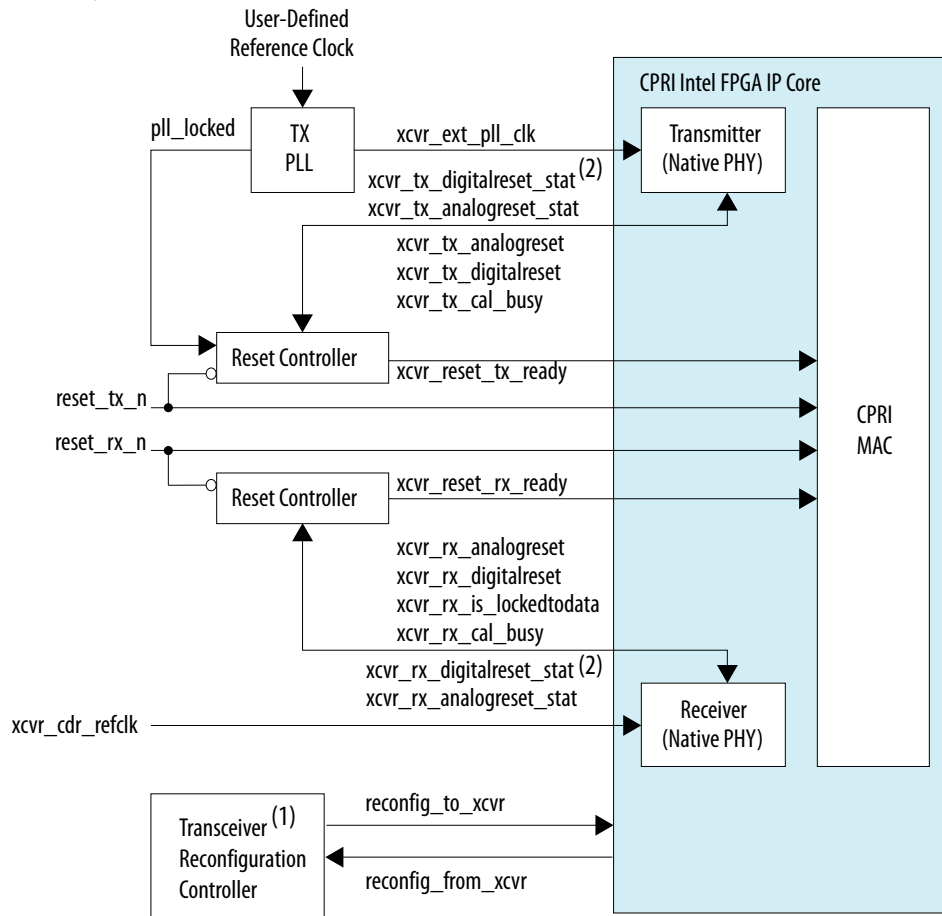 User-Defined
Reference Clock
CPRI Intel FPGA IP Core
pll_locked
TX
PLL
xcvr_ext_pll_clk
Transmitter
(Native PHY)
xcvr_tx_digitalreset_stat (2)
xcvr_tx_analogreset_stat
xcvr_tx_analogreset
xcvr_tx_digitalreset
xcvr_tx_cal_busy
Reset Controller
xcvr_reset_tx_ready
reset_tx_n
reset_rx_n
CPRI
MAC
Reset Controller
xcvr_reset_rx_ready
xcvr_rx_analogreset
xcvr_rx_digitalreset
xcvr_rx_is_lockedtodata
xcvr_rx_cal_busy
xcvr_rx_digitalreset_stat (2)
xcvr_rx_analogreset_stat
xcvr_cdr_refclk
Receiver
(Native PHY)
Transceiver (1)
Reconfiguration
Controller
reconfig_to_xcvr
reconfig_from_xcvr